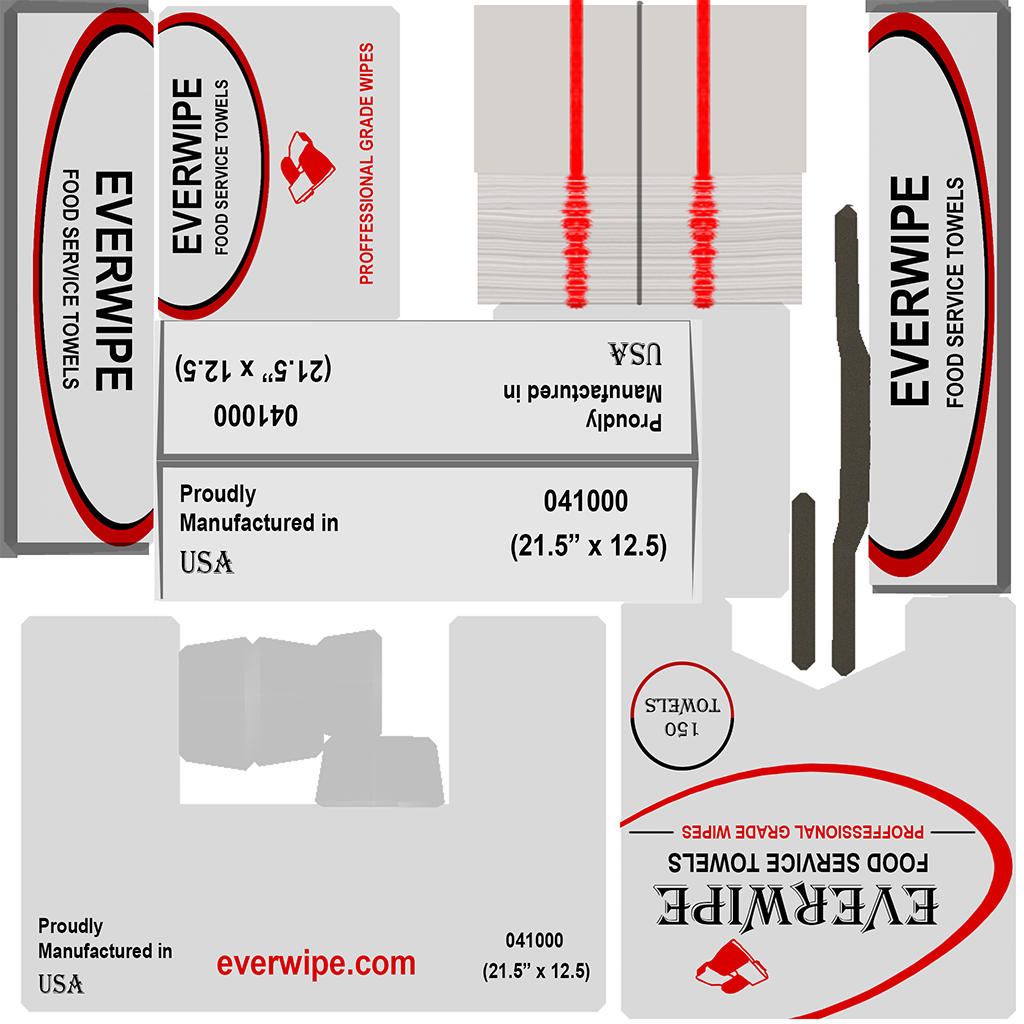 EVERWIPE
FOOD SERVICE TOWELS
EVERWIPE
FOOD SERVICE TOWELS
PROFFESSIONAL GRADE WIPES
EVERWIPE
FOOD SERVICE TOWELS
Proudly
Manufactured in
USA
041000
(21.5” x 12.5)
Proudly
Manufactured in
USA
041000
(21.5” x 12.5)
150
TOWELS
EVERWIPE
FOOD SERVICE TOWELS
PROFFESSIONAL GRADE WIPES
Proudly
Manufactured in
USA
everwipe.com
041000
(21.5” x 12.5)